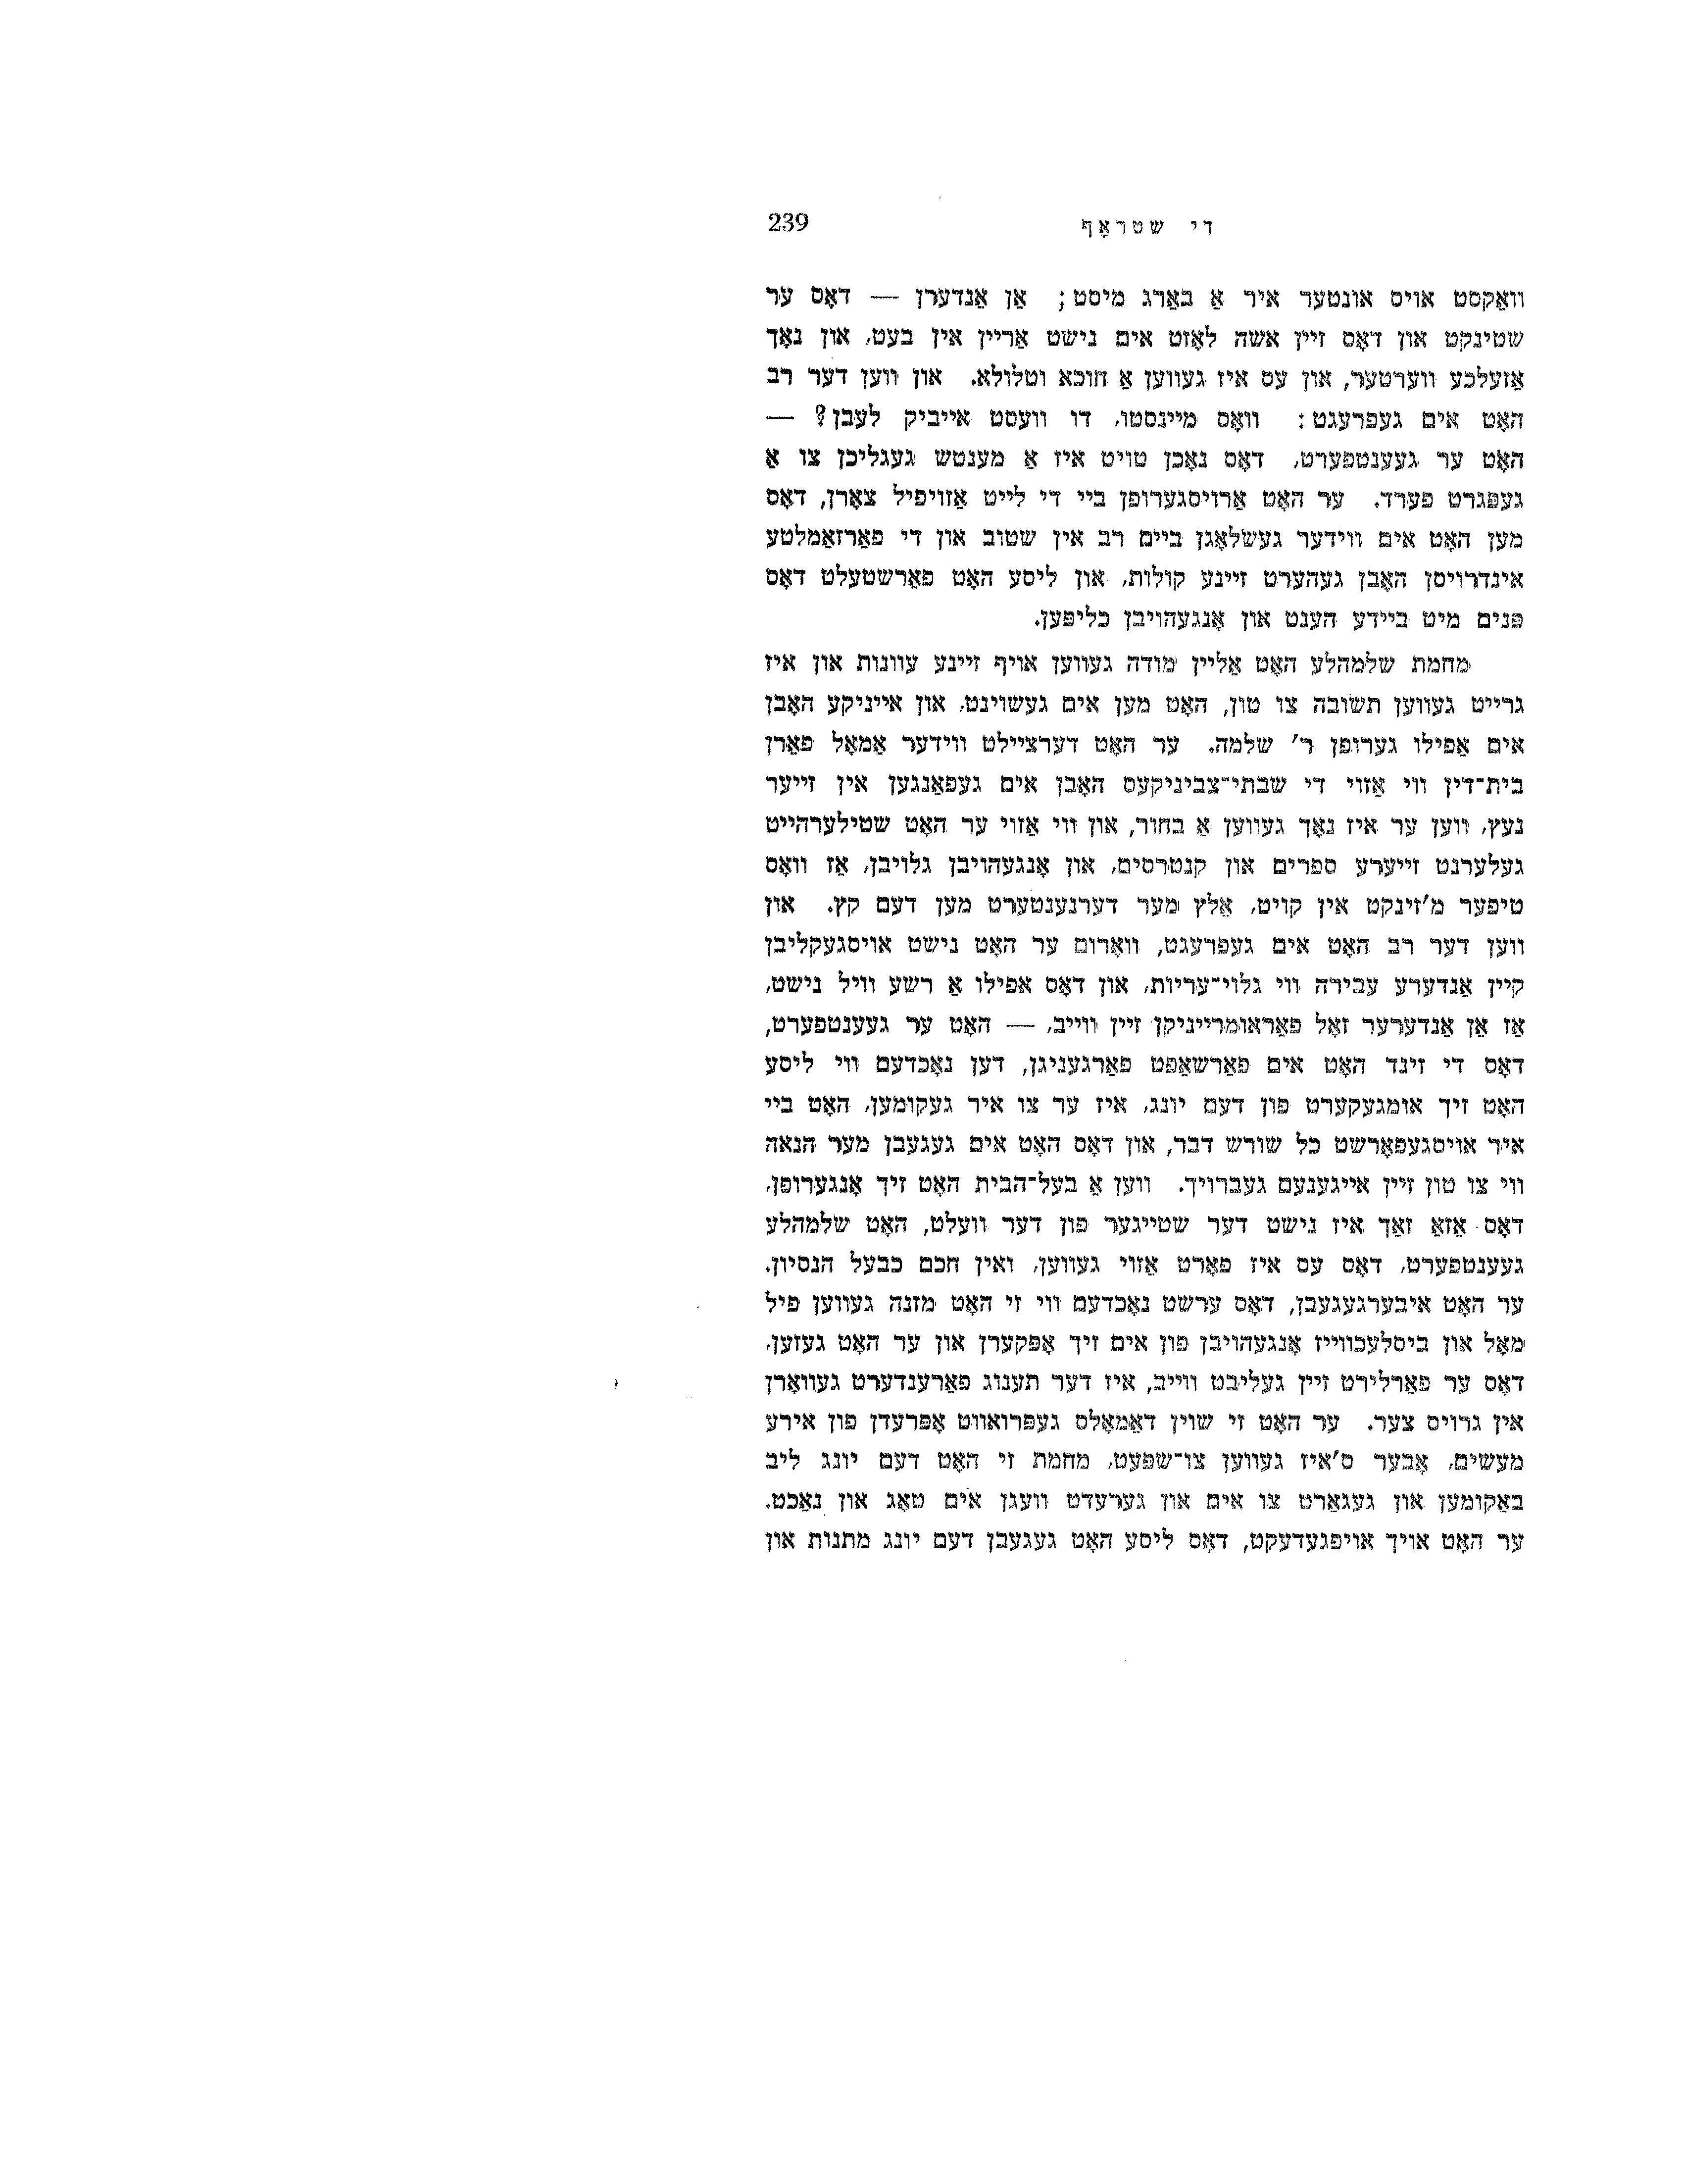 די שטראָף 239
וואַקסט אויס אונטער איר אַ באַרג מיסט; אַן אַנדערן — דאָס ער
שטינקט און דאָס זיין אשה לאָזט אים נישט אַריין אין בעט, און נאָך
אַזעלכע ווערטער, און עס איז געווען אַ חוכא וטלולא. און ווען דער רב
האָט אים געפרעגט: וואָס מיינסטו, דו וועסט אייביק לעבן? —
האָט ער געענטפערט, דאָס נאָכן טויט איז אַ מענטש געגליכן צו אַ
געפּגרט פערד. ער האָט אַרויסגערופן ביי די לייט אַזויפיל צאָרן, דאָס
מען האָט אים ווידער געשלאָגן ביים רב אין שטוב און די פאַרזאַמלטע
אינדרויסן האָבן געהערט זיינע קולות, און ליסע האָט פאַרשטעלט דאָס
פּנים מיט ביידע הענט און אָנגעהויבן כליפּען.
מחמת שלמהלע האָט אַליין מודה געווען אויף זיינע עוונות און איז
גרייט געווען תשובה צו טון, האָט מען אים געשוינט, און אייניקע האָבן
אים אַפילו גערופן ר' שלמה. ער האָט דערציילט ווידער אַמאָל פאַרן
בית־דין ווי אַזוי די שבתי־צביניקעס האָבן אים געפאַנגען אין זייער
נעץ, ווען ער איז נאָך געווען אַ בחור, און ווי אַזוי ער האָט שטילערהייט
געלערנט זייערע ספרים און קנטרסים, און אָנגעהויבן גלויבן, אַז וואָס
טיפער מ'זינקט אין קויט, אַלץ מער דערנענטערט מען דעם קץ. און
ווען דער רב האָט אים געפרעגט, וואָרום ער האָט נישט אויסגעקליבן
קיין אַנדערע עבירה ווי גלוי־עריות, און דאָס אפילו אַ רשע וויל נישט,
אַז אַן אַנדערער זאָל פאַראומרייניקן זיין ווייב, — האָט ער געענטפערט,
דאָס די זינד האָט אים פאַרשאַפט פאַרגעניגן, דען נאָכדעם ווי ליסע
האָט זיך אומגעקערט פון דעם יונג, איז ער צו איר געקומען, האָט ביי
איר אויסגעפאָרשט כל שורש דבר, און דאָס האָט אים געגעבן מער הנאה
ווי צו טון זיין אייגענעם געברויך. ווען אַ בעל־הבית האָט זיך אָנגערופן,
דאָס אַזאַ זאַך איז נישט דער שטייגער פון דער וועלט, האָט שלמהלע
געענטפערט, דאָס עס איז פאָרט אַזוי געווען, ואין חכם כבעל הנסיון.
ער האָט איבערגעגעבן, דאָס ערשט נאָכדעם ווי זי האָט מזנה געווען פיל
מאָל און ביסלעכווייז אָנגעהויבן פון אים זיך אָפּקערן און ער האָט געזען,
דאָס ער פאַרלירט זיין געליבט ווייב, איז דער תענוג פאַרענדערט געוואָרן
אין גרויס צער. ער האָט זי שוין דאַמאָלס געפּרואווט אָפּרעדן פון אירע
מעשים, אָבער ס'איז געווען צו־שפּעט, מחמת זי האָט דעם יונג ליב
באַקומען און געגאַרט צו אים און גערעדט וועגן אים טאָג און נאַכט.
ער האָט אויך אויפגעדעקט, דאָס ליסע האָט געגעבן דעם יונג מתנות און